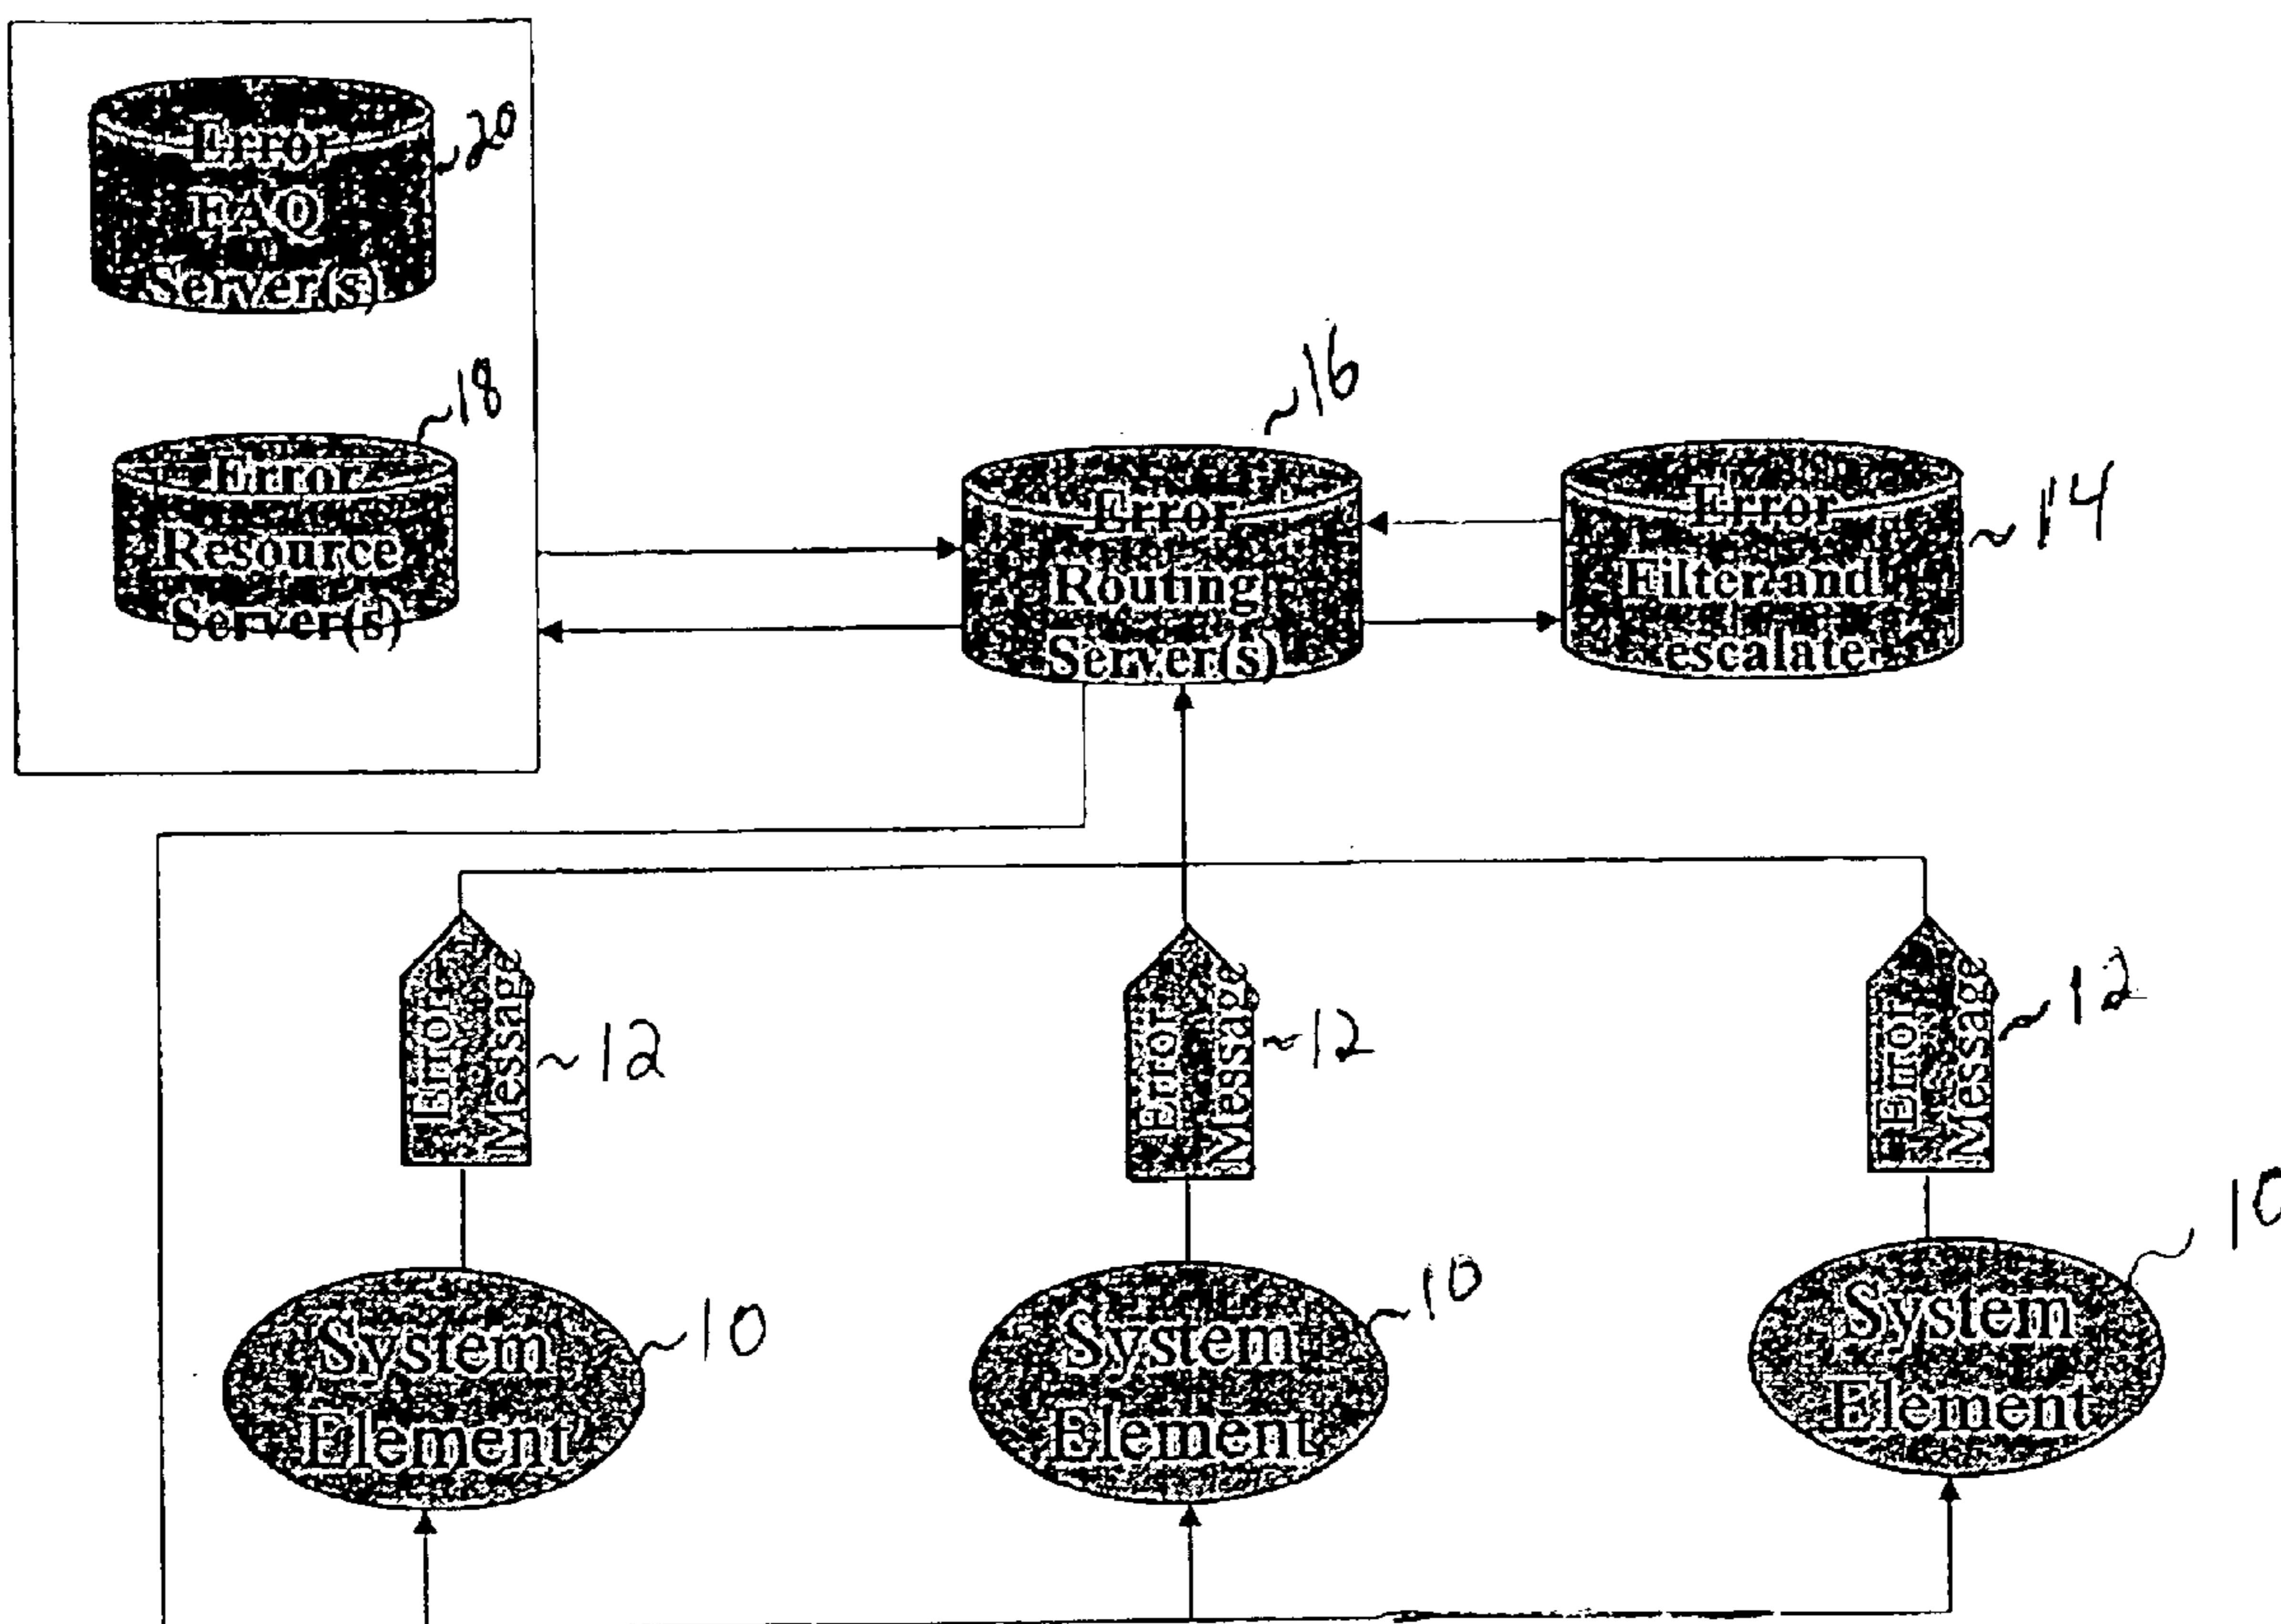 Error
FAQ
Server(s)
20
18
Error
Resource
Server(s)
16
Error
Routing
Server(s)
Error
Filter and
escalate
14
Error
Message
12
Error
Message
12
Error
Message
12
System
Element
10
System
Element
10
System
Element
10